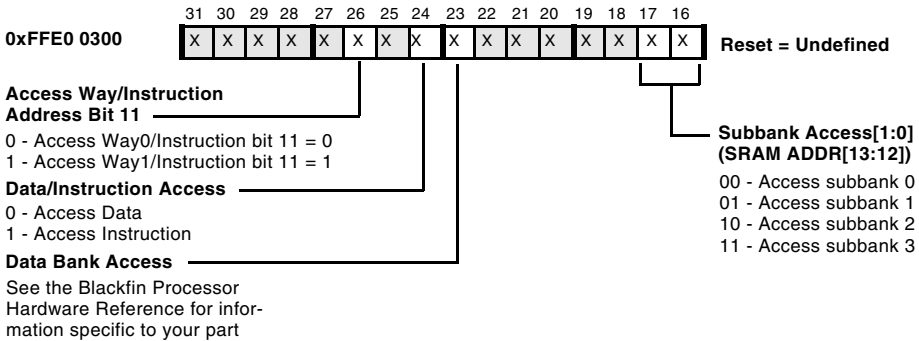 31 30 29 28 27 26 25 24 23 22 21 20 19 18 17 16
0xFFE0 0300
X X X X X X X X X X X X X X X X
Reset = Undefined
Access Way/Instruction
Address Bit 11
0 - Access Way0/Instruction bit 11 = 0
1 - Access Way1/Instruction bit 11 = 1
Data/Instruction Access
0 - Access Data
1 - Access Instruction
Data Bank Access
See the Blackfin Processor
Hardware Reference for infor-
mation specific to your part
Subbank Access[1:0]
(SRAM ADDR[13:12])
00 - Access subbank 0
01 - Access subbank 1
10 - Access subbank 2
11 - Access subbank 3